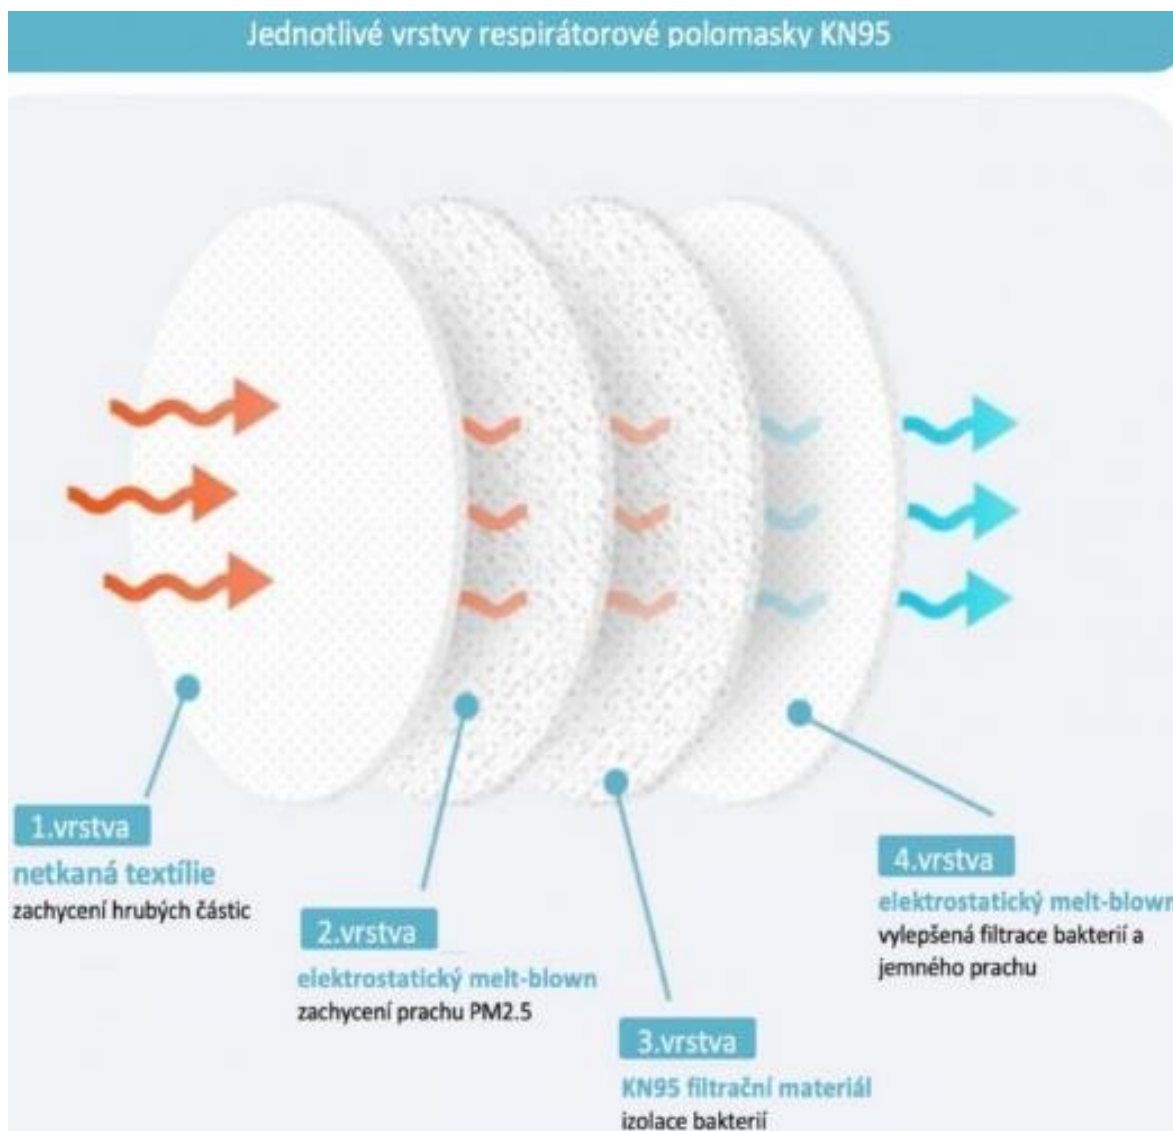 Jednotlivé vrstvy respirátorové polomasky KN95
1.vrstva
netkaná textílie
zachycení hrubých částic
2.vrstva
elektrostatický melt-blown
zachycení prachu PM2.5
3.vrstva
KN95 filtrační materiál
izolace bakterií
4.vrstva
elektrostatický melt-blown
vylepšená filtrace bakterií a
jemného prachu